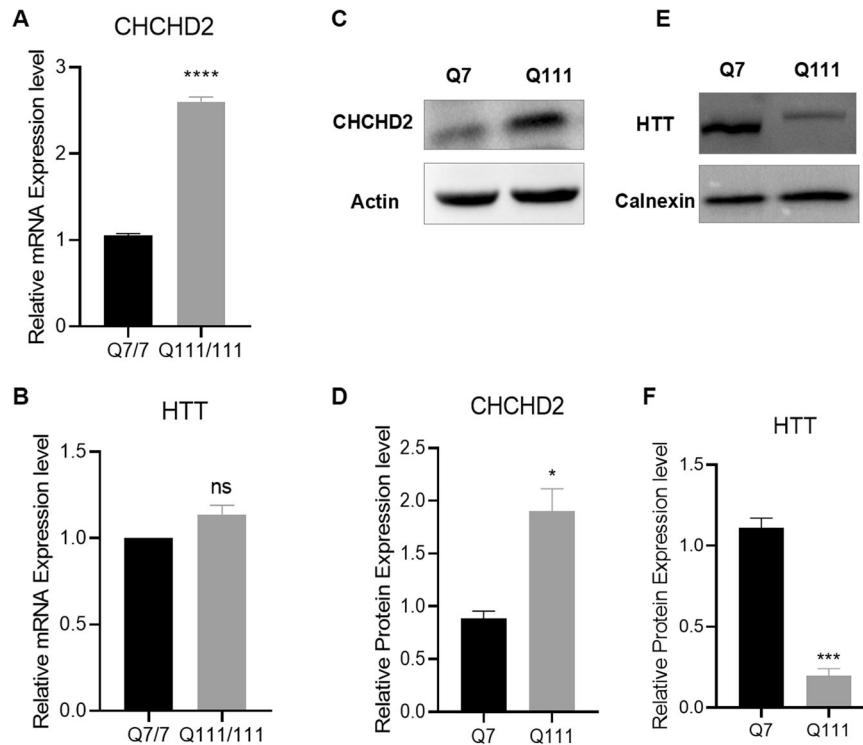 A
CHCHD2
Relative mRNA Expression level
3
2
1
0
****
Q7/7 Q111/111
B
HTT
Relative mRNA Expression level
1.5
1.0
0.5
0.0
ns
Q7/7 Q111/111
C
Q7 Q111
CHCHD2
Actin
D
CHCHD2
Relative Protein Expression level
2.5
2.0
1.5
1.0
0.5
0.0
*
Q7 Q111
E
Q7 Q111
HTT
Calnexin
F
HTT
Relative Protein Expression level
1.5
1.0
0.5
0.0
***
Q7 Q111